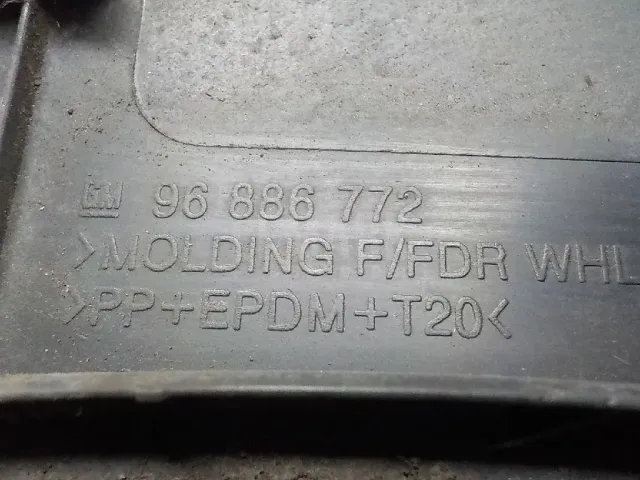 GM 96 886 772
>MOLDING F/FDR WHL
>PP+EPDM+T20<